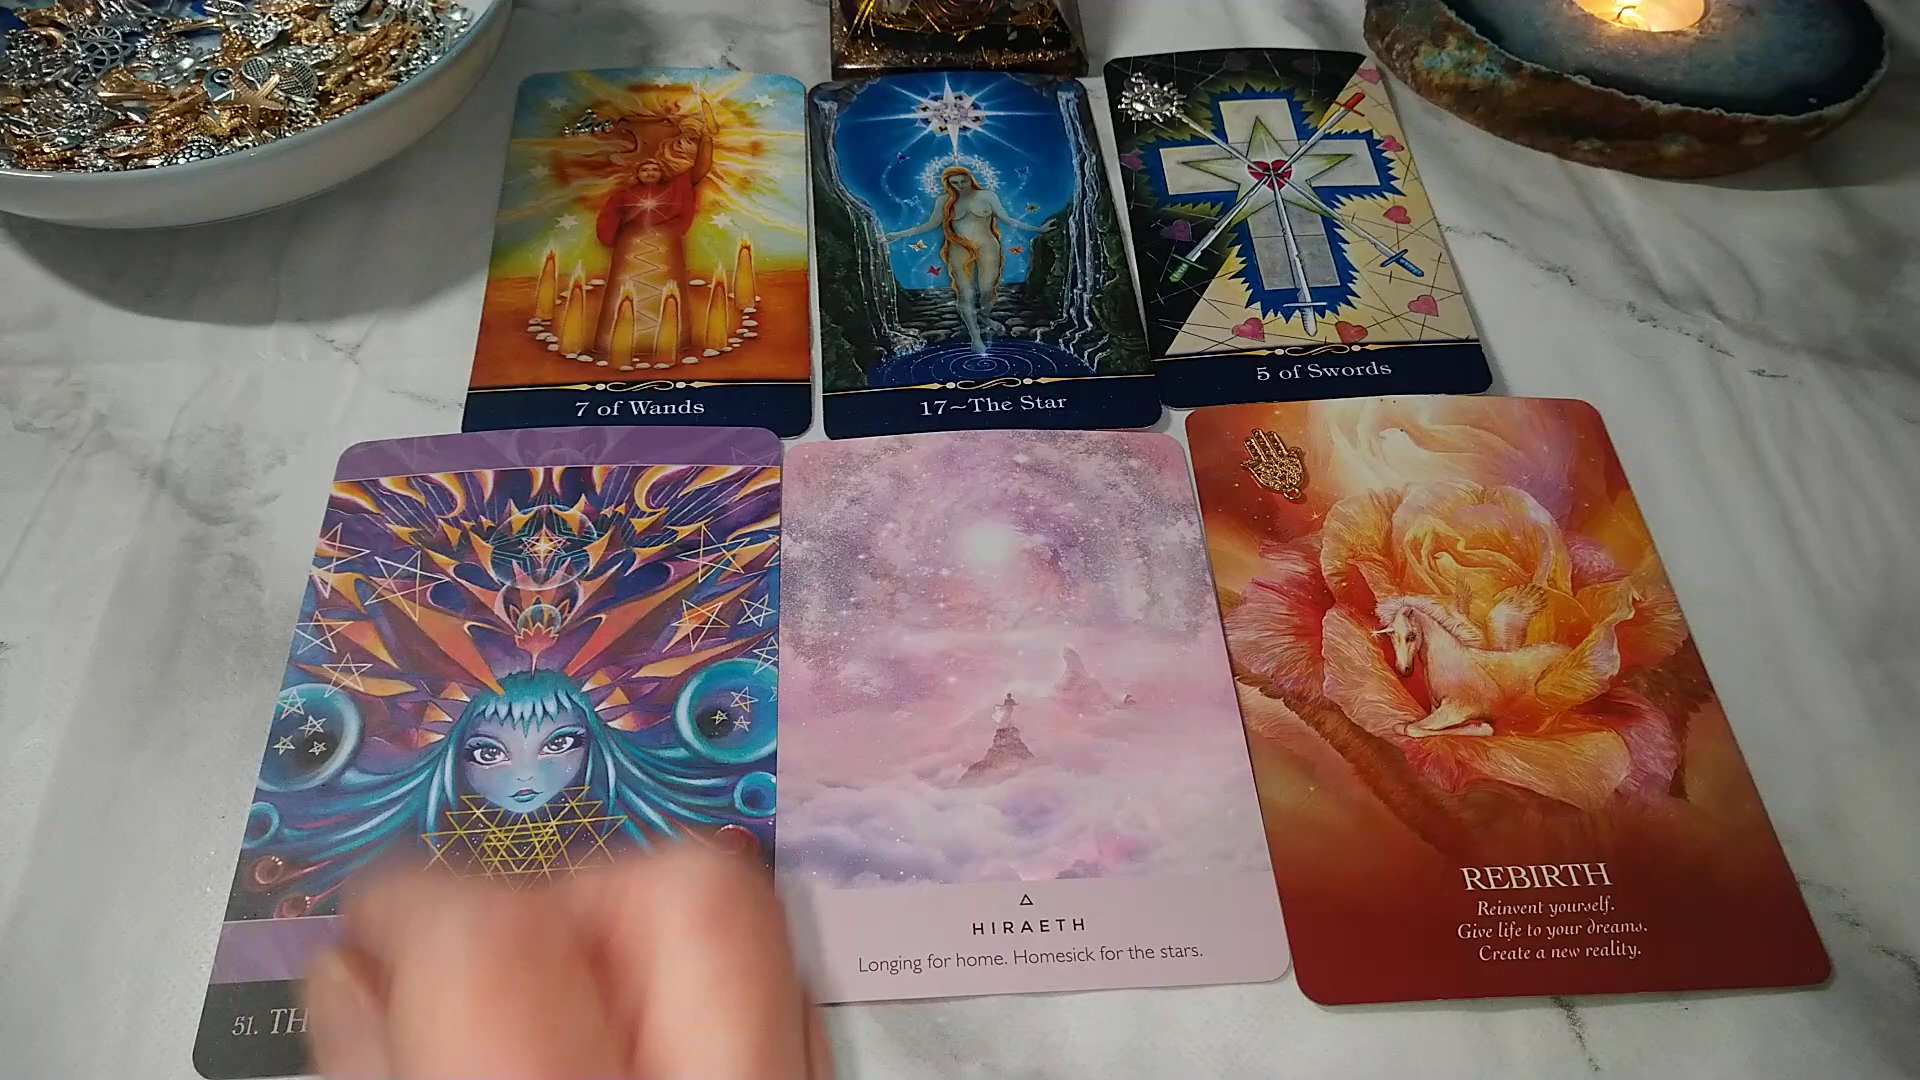 7 of Wands
17~The Star
5 of Swords
51. TH
HIRAETH
Longing for home. Homesick for the stars.
REBIRTH
Reinvent yourself.
Give life to your dreams.
Create a new reality.